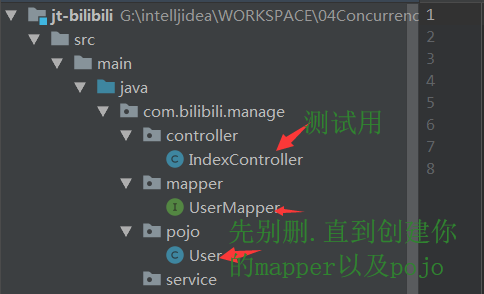 jt-bilibili G:\intelljidea\WORKSPACE\04Concurrenc
src
main
java
com.bilibili.manage
controller
测试用
IndexController
mapper
UserMapper
pojo
先别删.直到创建你
User
的mapper以及pojo
service
1
2
3
4
5
6
7
8